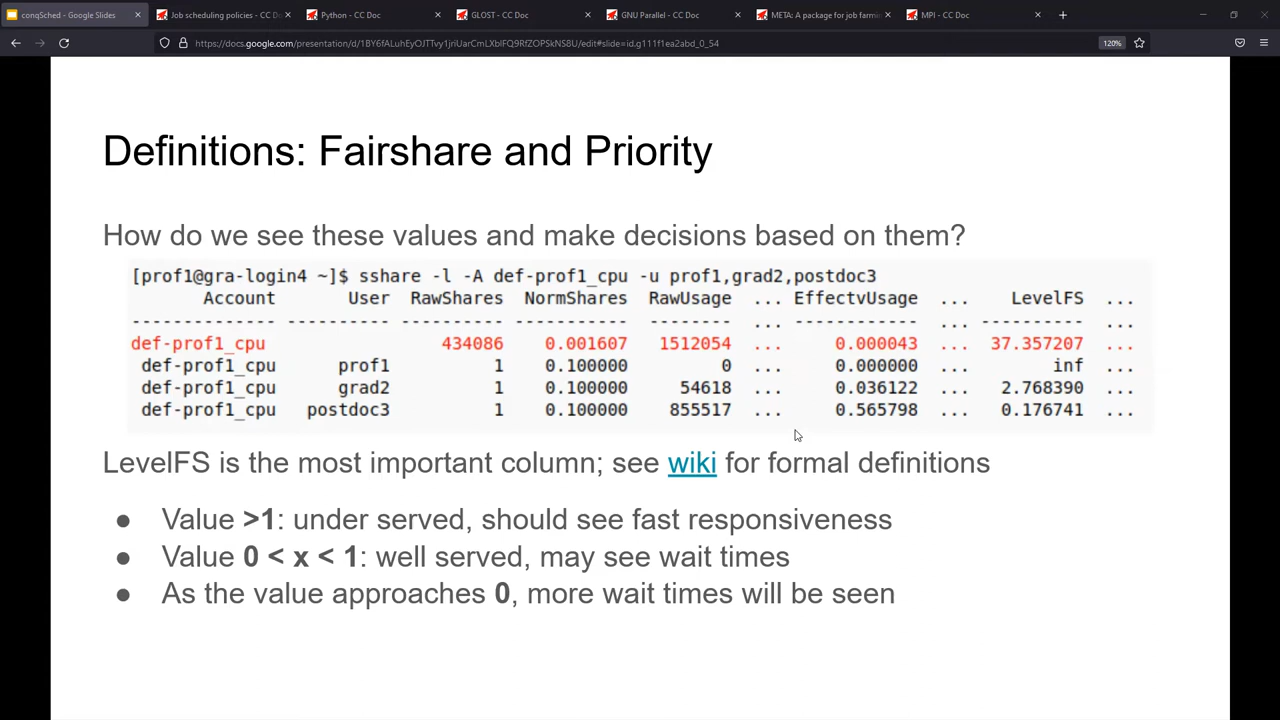 conqSched - Google Slides
Job scheduling policies - CC D
Python - CC Doc
GLOST - CC Doc
GNU Parallel - CC Doc
META: A package for job farmin
MPI - CC Doc
https://docs.google.com/presentation/d/1BY6fALuhEyOJTTvy1jriUarCmLXblFQ9RfZOPSkNS8U/edit#slide=id.g111f1ea2abd_0_54
120%
Definitions: Fairshare and Priority
How do we see these values and make decisions based on them?
[prof1@gra-login4 ~]$ sshare -l -A def-prof1_cpu -u prof1,grad2,postdoc3
Account User RawShares NormShares RawUsage ... EffectvUsage ... LevelFS ...
-------------- ---------- ---------- ----------- -------- ... ------------ ... ---------- ...
def-prof1_cpu 434086 0.001607 1512054 ... 0.000043 ... 37.357207 ...
def-prof1_cpu prof1 1 0.100000 0 ... 0.000000 ... inf ...
def-prof1_cpu grad2 1 0.100000 54618 ... 0.036122 ... 2.768390 ...
def-prof1_cpu postdoc3 1 0.100000 855517 ... 0.565798 ... 0.176741 ...
LevelFS is the most important column; see wiki for formal definitions
● Value >1: under served, should see fast responsiveness
● Value 0 < x < 1: well served, may see wait times
● As the value approaches 0, more wait times will be seen